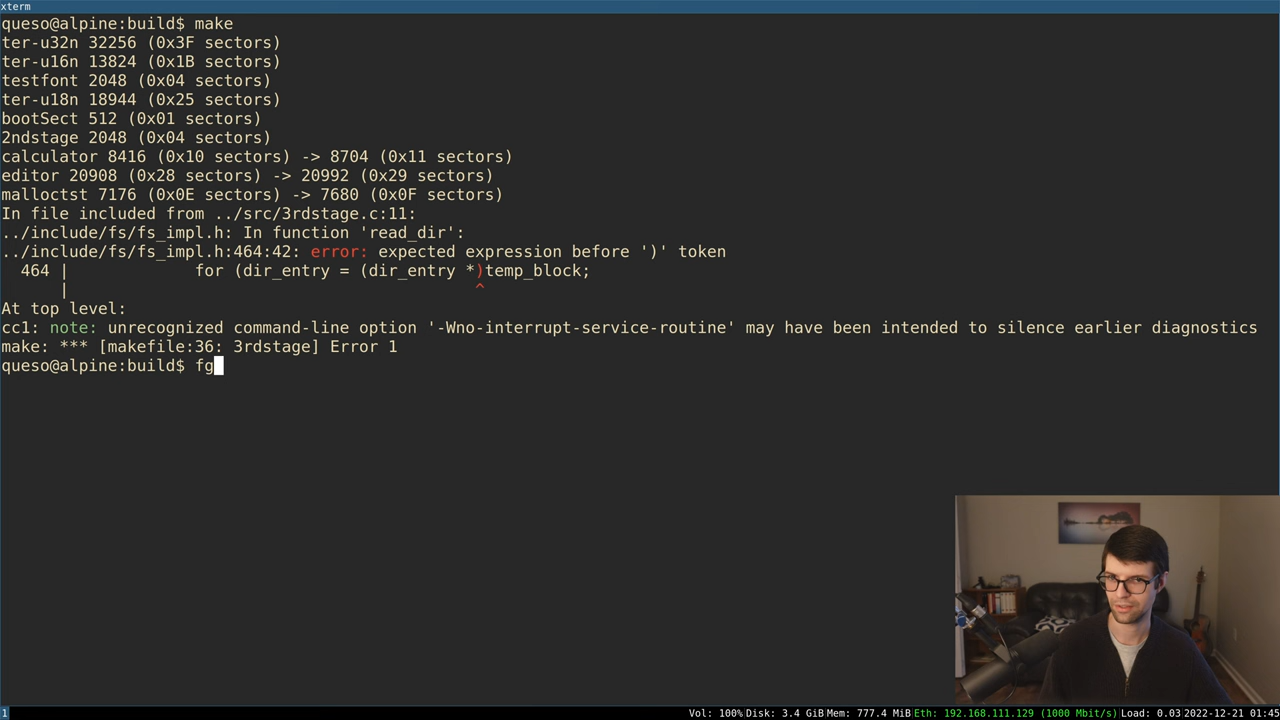 xterm
queso@alpine:build$ make
ter-u32n 32256 (0x3F sectors)
ter-u16n 13824 (0x1B sectors)
testfont 2048 (0x04 sectors)
ter-u18n 18944 (0x25 sectors)
bootSect 512 (0x01 sectors)
2ndstage 2048 (0x04 sectors)
calculator 8416 (0x10 sectors) -> 8704 (0x11 sectors)
editor 20908 (0x28 sectors) -> 20992 (0x29 sectors)
malloctst 7176 (0x0E sectors) -> 7680 (0x0F sectors)
In file included from ../src/3rdstage.c:11:
../include/fs/fs_impl.h: In function 'read_dir':
../include/fs/fs_impl.h:464:42: error: expected expression before ')' token
  464 |             for (dir_entry = (dir_entry *)temp_block;
      |                                          ^
At top level:
cc1: note: unrecognized command-line option '-Wno-interrupt-service-routine' may have been intended to silence earlier diagnostics
make: *** [makefile:36: 3rdstage] Error 1
queso@alpine:build$ fg
1 Vol: 100% Disk: 3.4 GiB Mem: 777.4 MiB Eth: 192.168.111.129 (1000 Mbit/s) Load: 0.03 2022-12-21 01:45